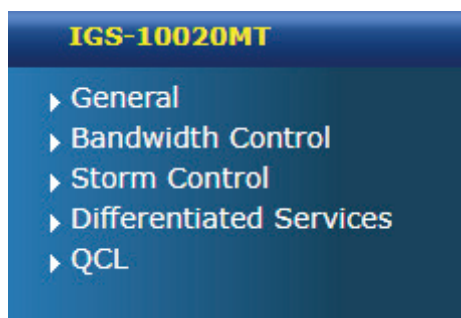 IGS-10020MT
General
Bandwidth Control
Storm Control
Differentiated Services
QCL